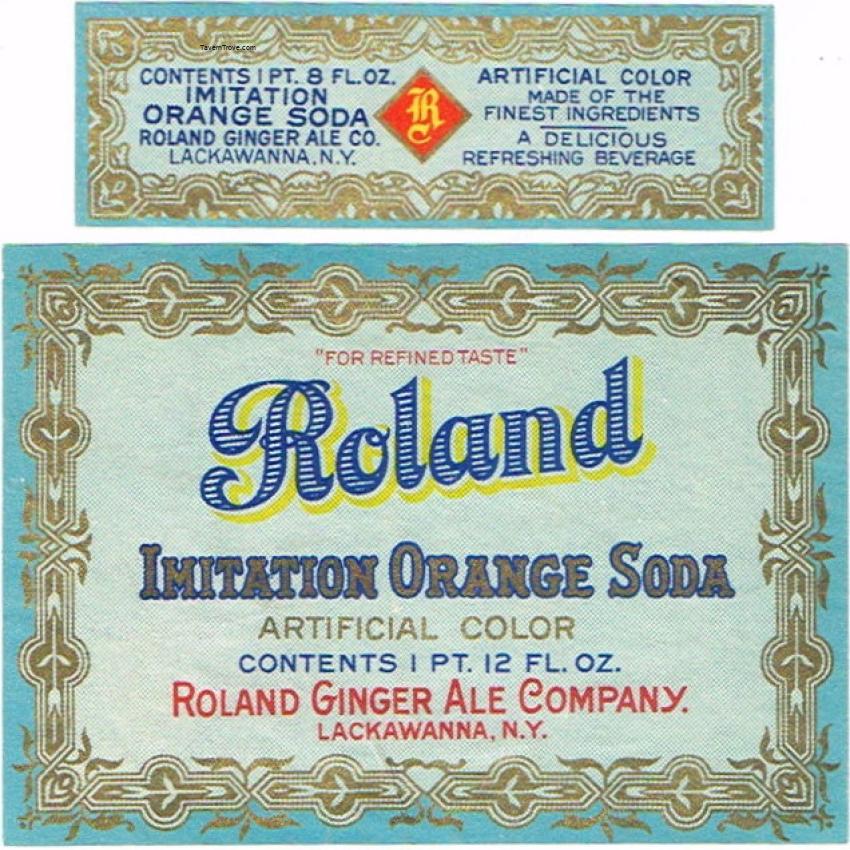 TavernTrove.com
CONTENTS 1 PT. 8 FL. OZ.
IMITATION
ORANGE SODA
ROLAND GINGER ALE CO.
LACKAWANNA, N.Y.
R
ARTIFICIAL COLOR
MADE OF THE
FINEST INGREDIENTS
A DELICIOUS
REFRESHING BEVERAGE
"FOR REFINED TASTE"
Roland
IMITATION ORANGE SODA
ARTIFICIAL COLOR
CONTENTS 1 PT. 12 FL. OZ.
ROLAND GINGER ALE COMPANY.
LACKAWANNA, N.Y.